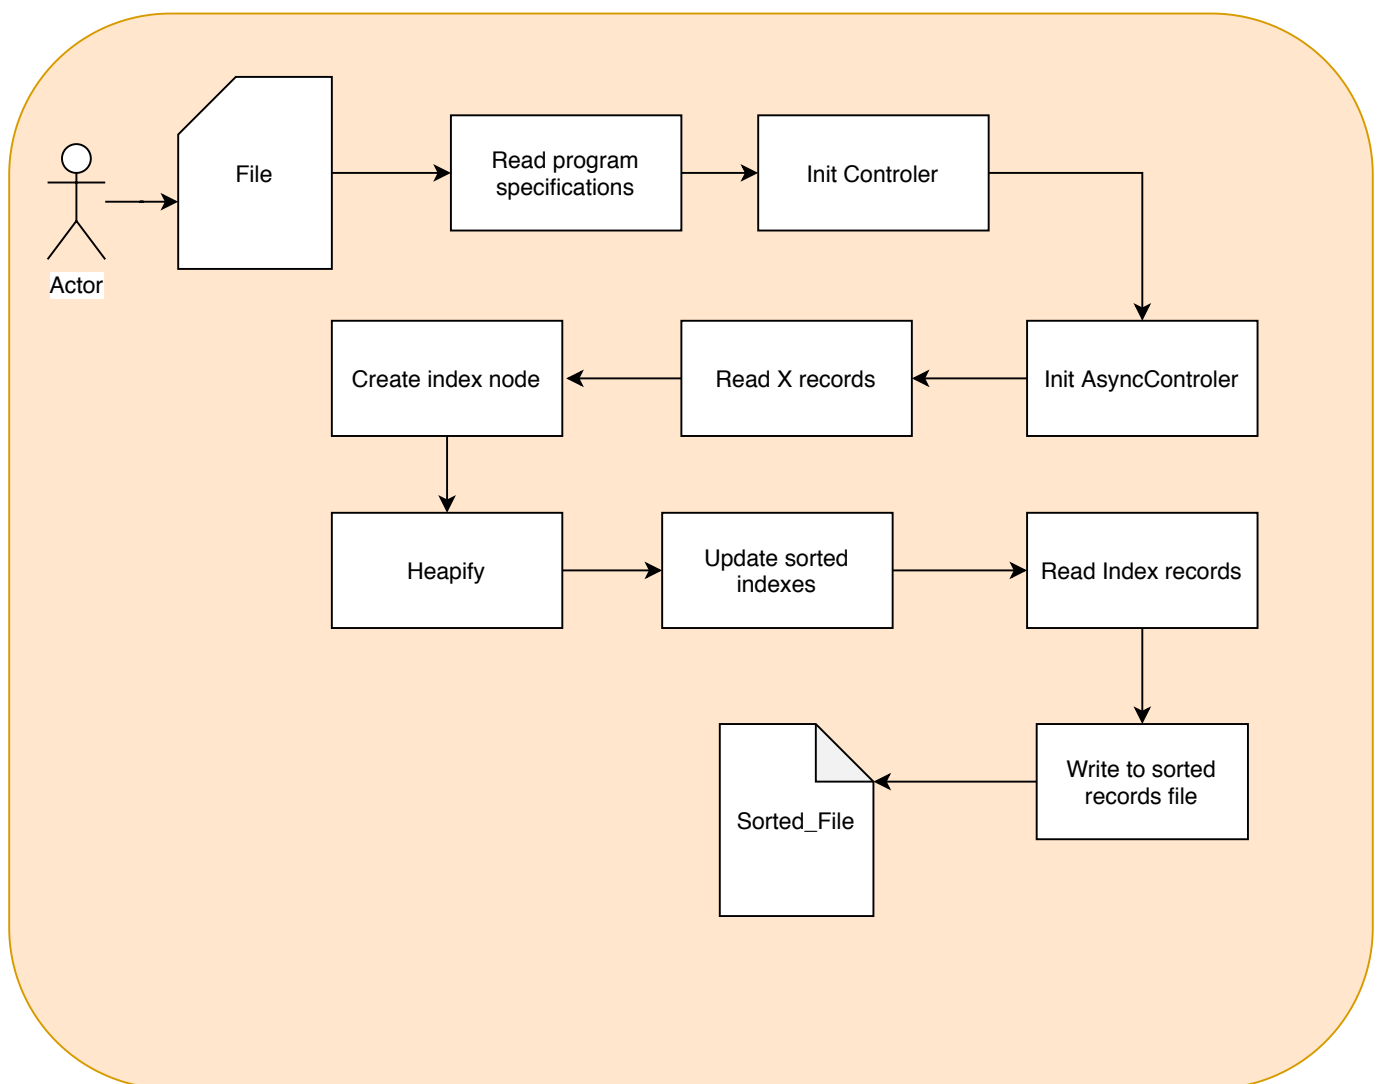 File
Read program
specifications
Init Controler
Actor
Create index node
Read X records
Init AsyncControler
Heapify
Update sorted
indexes
Read Index records
Write to sorted
records file
Sorted_File